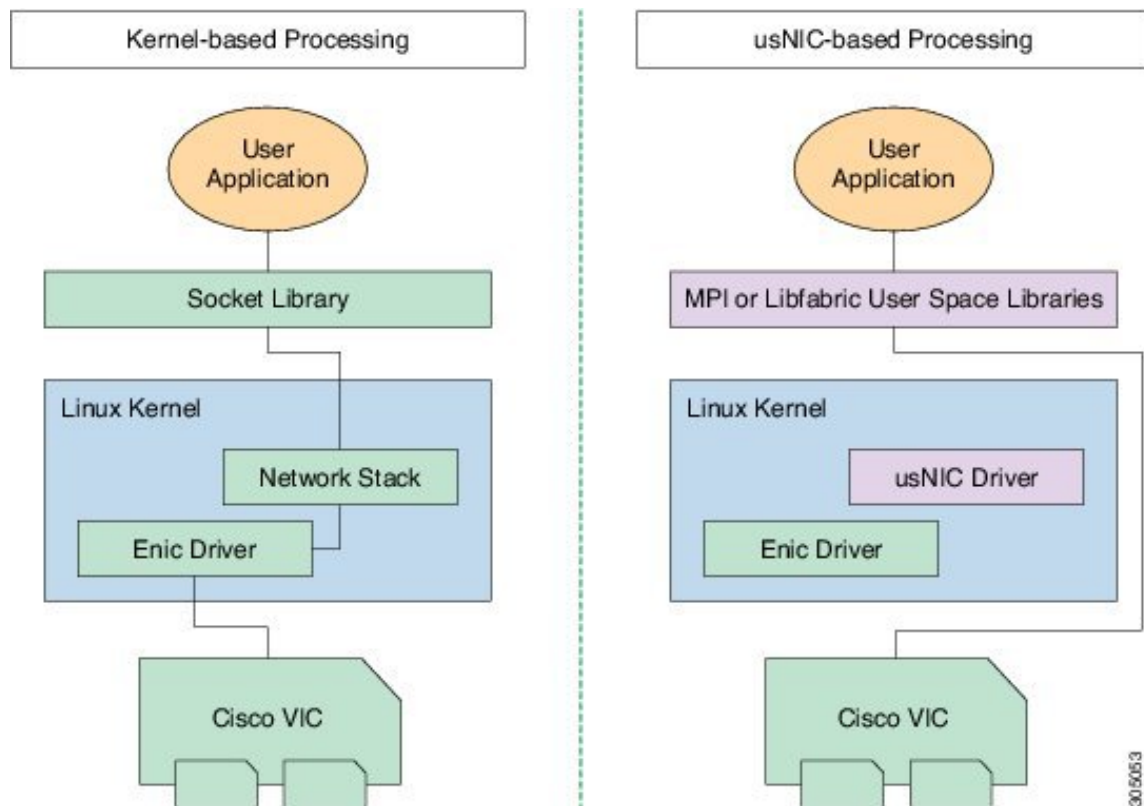 Kernel-based Processing
User
Application
Socket Library
Linux Kernel
Network Stack
Enic Driver
Cisco VIC
usNIC-based Processing
User
Application
MPI or Libfabric User Space Libraries
Linux Kernel
usNIC Driver
Enic Driver
Cisco VIC